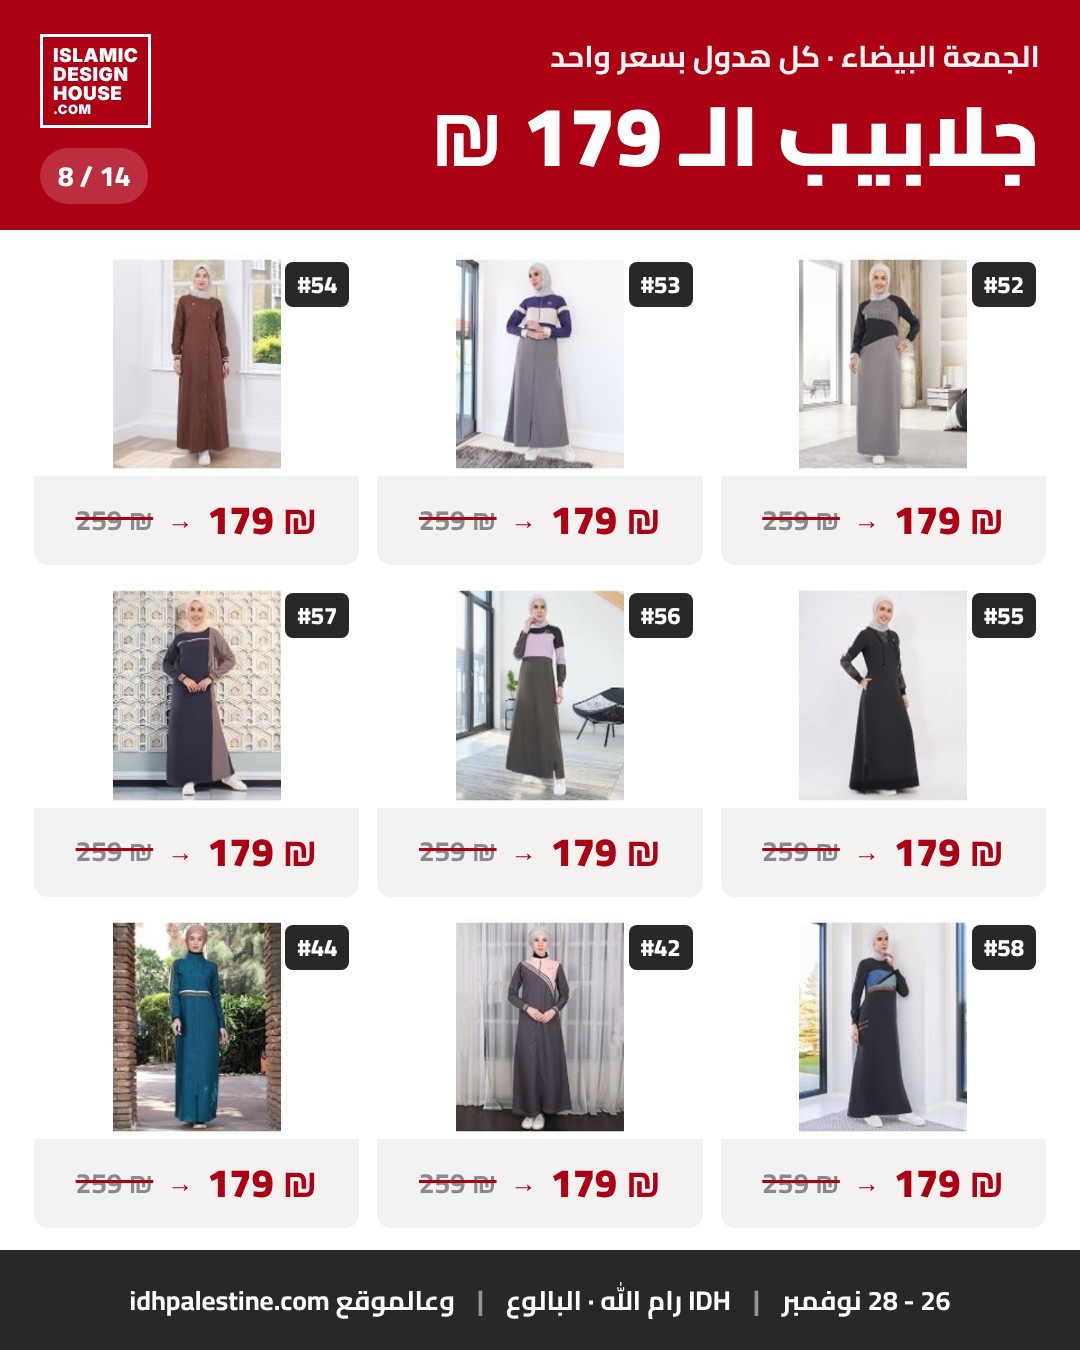 ISLAMIC
DESIGN
HOUSE
.COM
الجمعة البيضاء · كل هدول بسعر واحد
جلابيب الـ 179 ₪
8 / 14
#52
259 ₪ → 179 ₪
#53
259 ₪ → 179 ₪
#54
259 ₪ → 179 ₪
#55
259 ₪ → 179 ₪
#56
259 ₪ → 179 ₪
#57
259 ₪ → 179 ₪
#58
259 ₪ → 179 ₪
#42
259 ₪ → 179 ₪
#44
259 ₪ → 179 ₪
26 - 28 نوفمبر | IDH رام الله · البالوع | وعالموقع idhpalestine.com